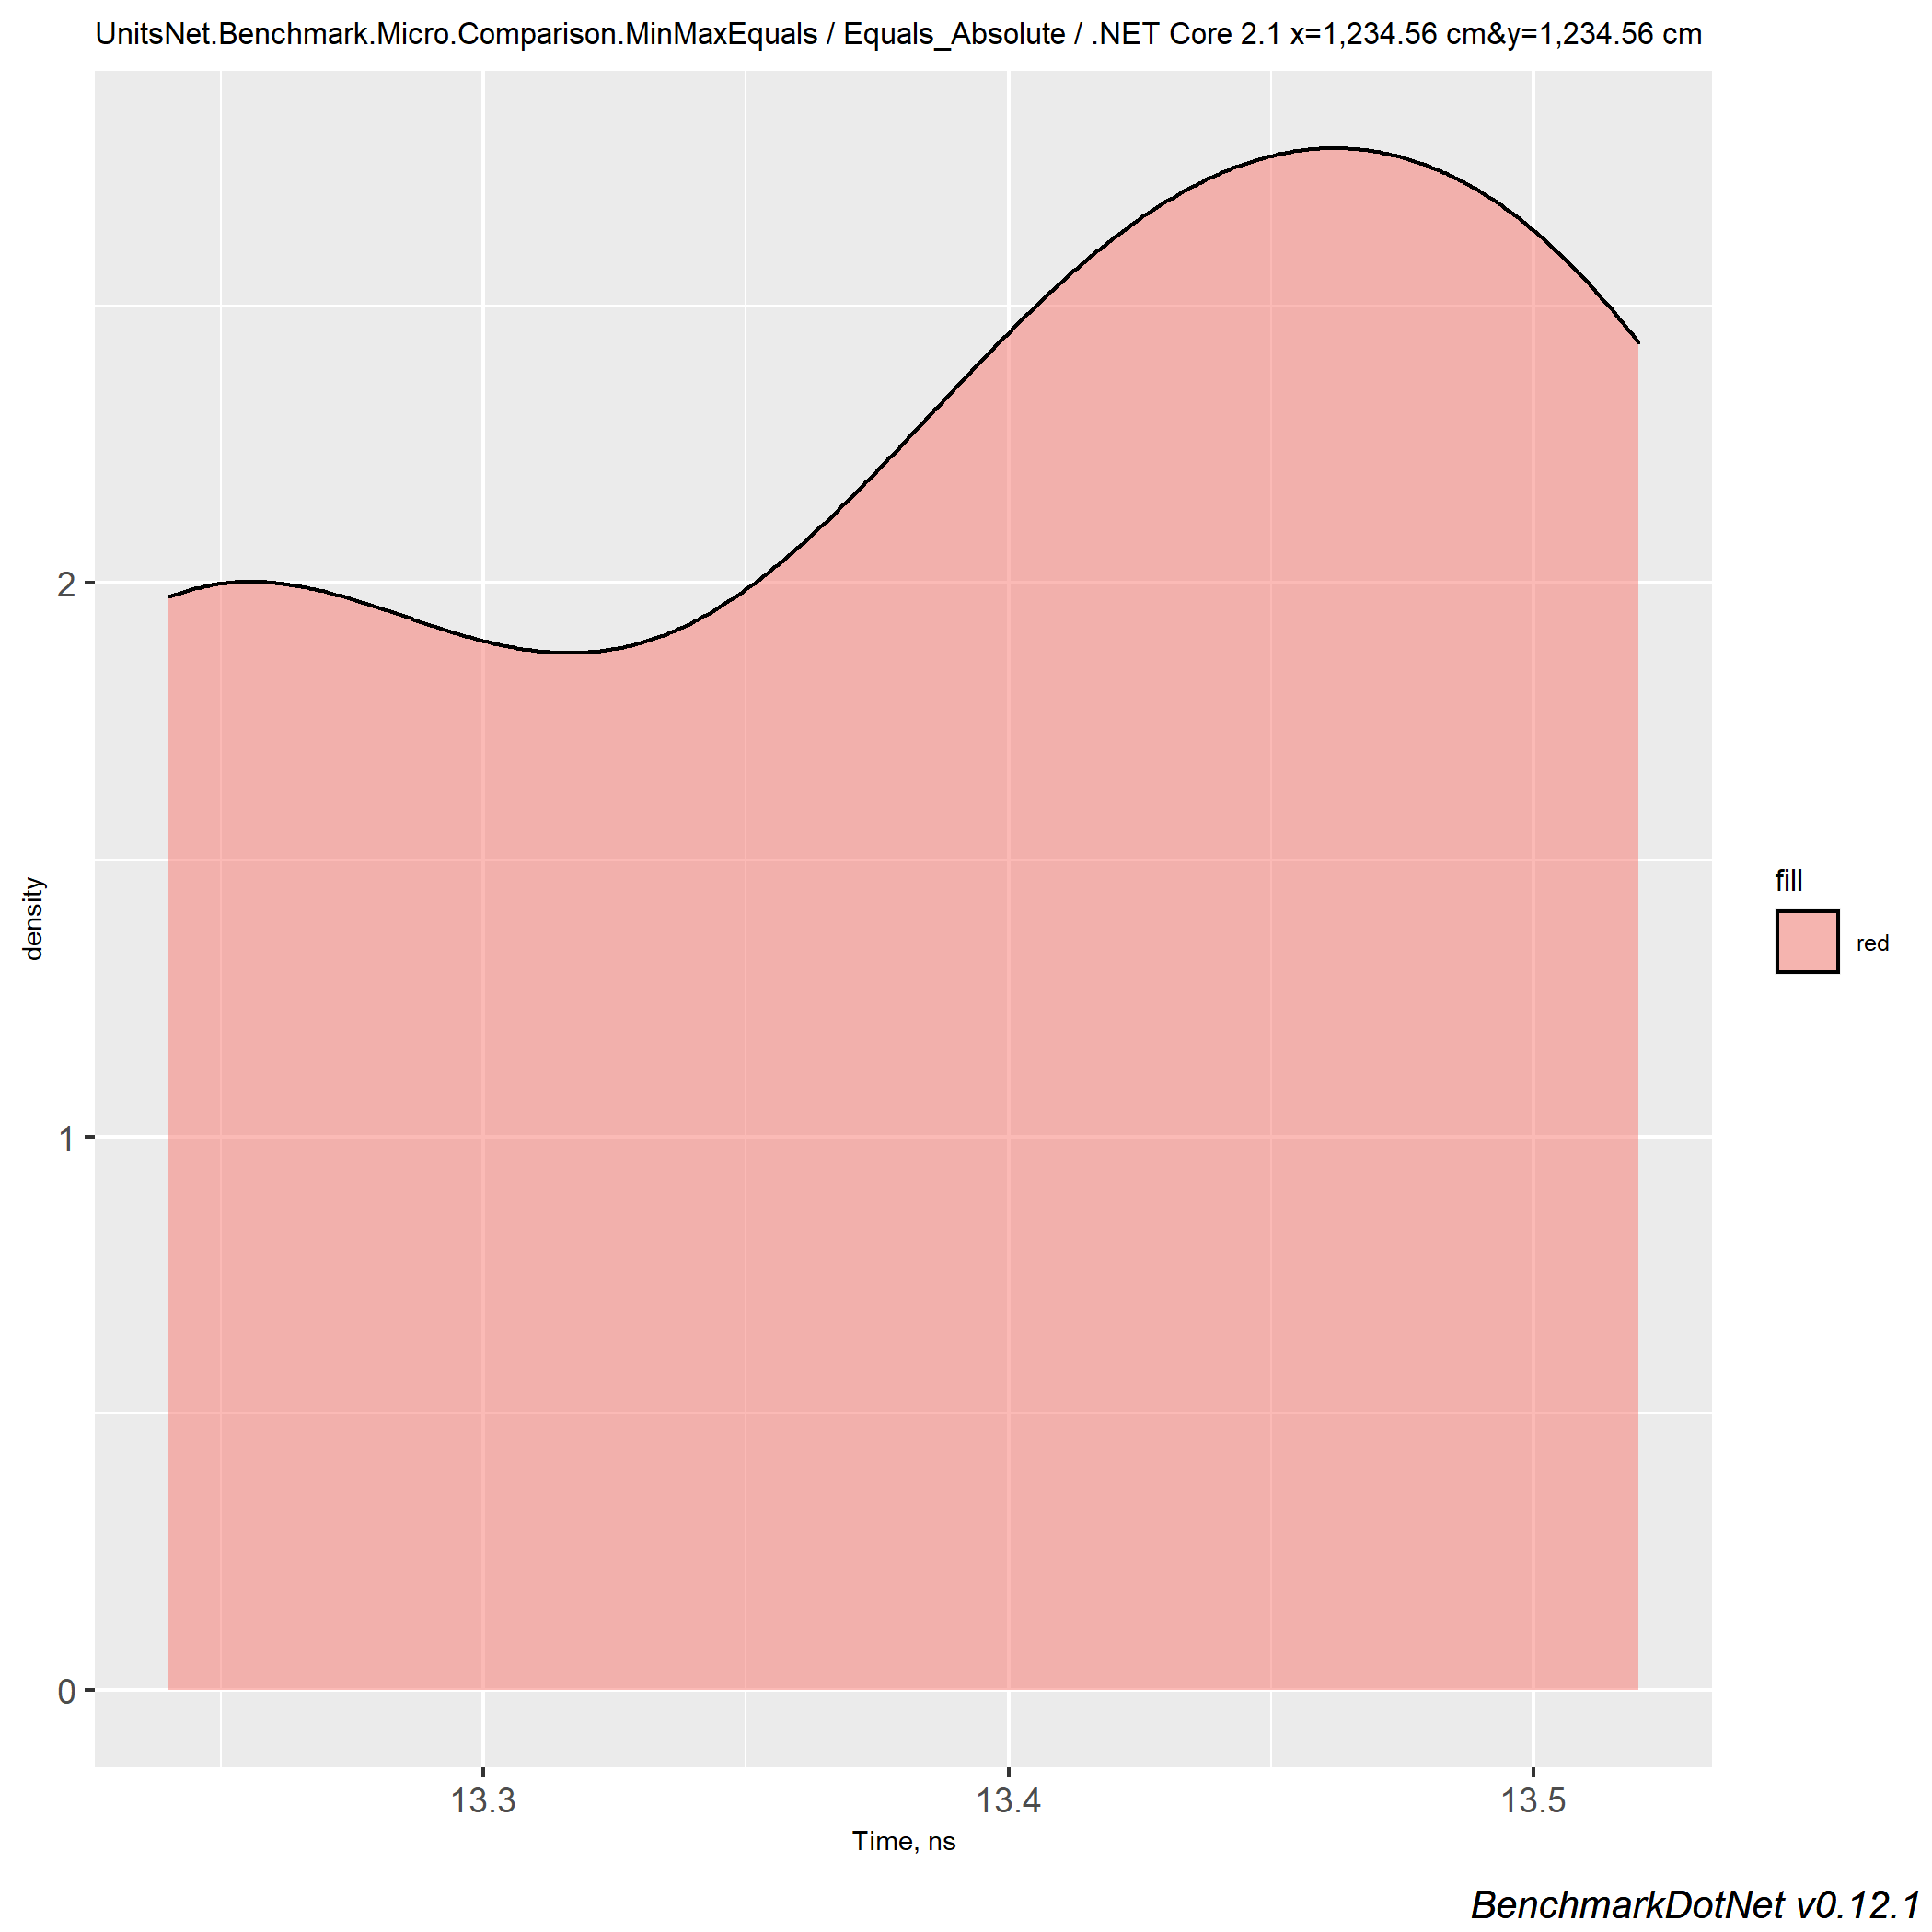 UnitsNet.Benchmark.Micro.Comparison.MinMaxEquals / Equals_Absolute / .NET Core 2.1 x=1,234.56 cm&y=1,234.56 cm
2
1
0
density
13.3 13.4 13.5
Time, ns
fill
red
BenchmarkDotNet v0.12.1